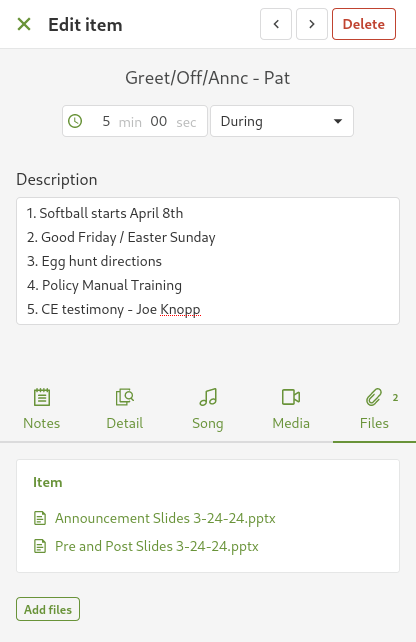 Edit item
Delete
Greet/Off/Annc - Pat
5 min 00 sec During
Description
1. Softball starts April 8th
2. Good Friday / Easter Sunday
3. Egg hunt directions
4. Policy Manual Training
5. CE testimony - Joe Knopp
2
Notes Detail Song Media Files
Item
Announcement Slides 3-24-24.pptx
Pre and Post Slides 3-24-24.pptx
Add files